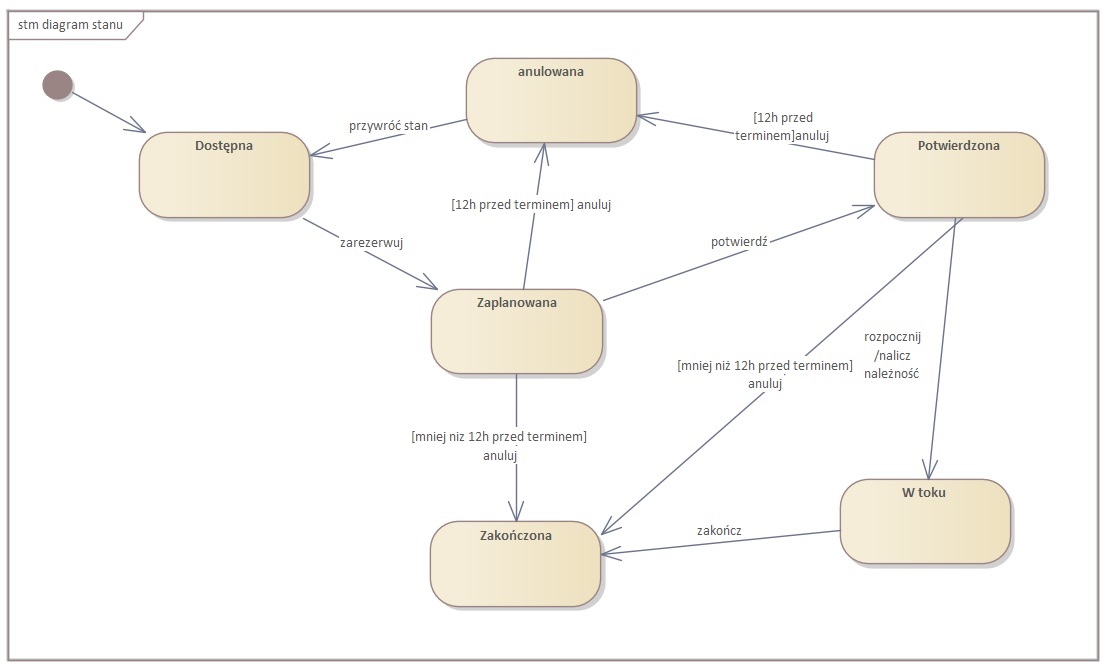 stm diagram stanu
anulowana
przywróć stan
[12h przed
terminem]anuluj
Dostępna
Potwierdzona
[12h przed terminem] anuluj
zarezerwuj
potwierdź
Zaplanowana
rozpocznij
/nalicz
należność
[mniej niż 12h przed terminem]
anuluj
[mniej niz 12h przed terminem]
anuluj
W toku
zakończ
Zakończona